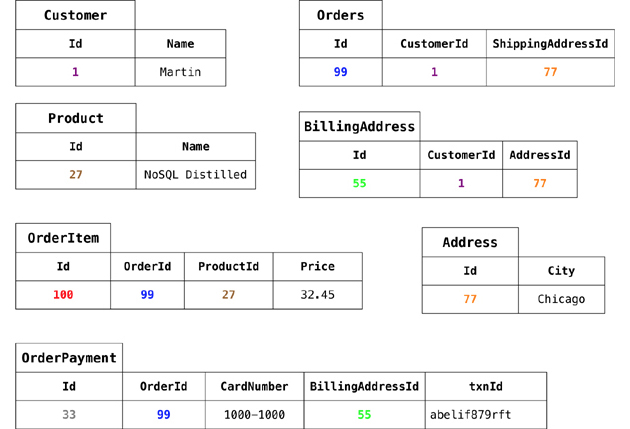 Customer
Id Name
1 Martin
Orders
Id CustomerId ShippingAddressId
99 1 77
Product
Id Name
27 NoSQL Distilled
BillingAddress
Id CustomerId AddressId
55 1 77
OrderItem
Id OrderId ProductId Price
100 99 27 32.45
Address
Id City
77 Chicago
OrderPayment
Id OrderId CardNumber BillingAddressId txnId
33 99 1000-1000 55 abelif879rft